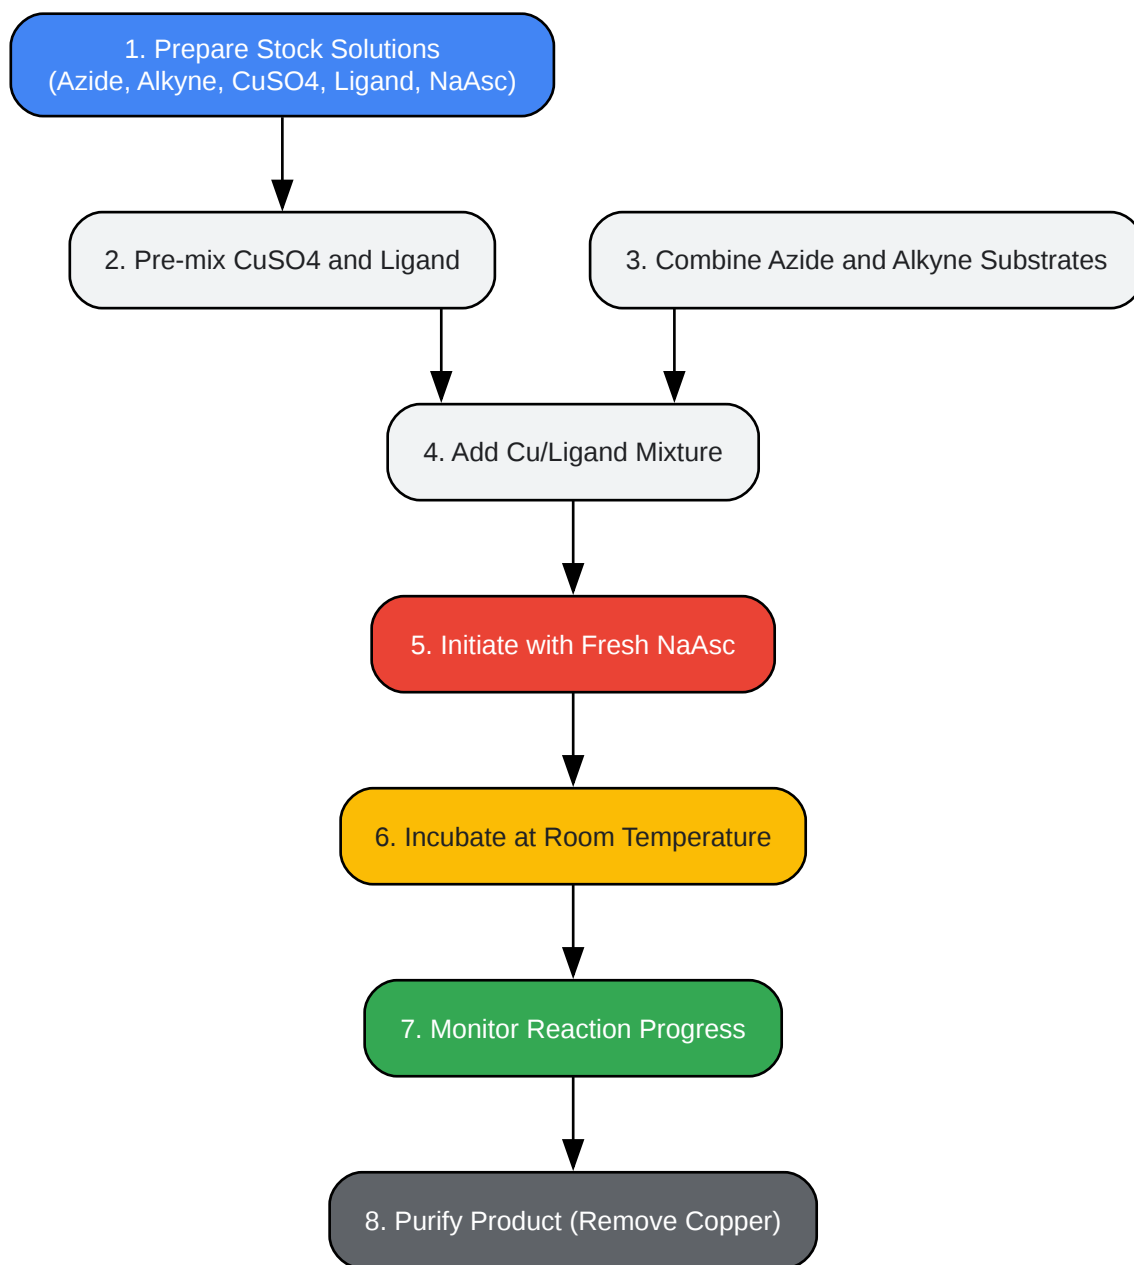 1. Prepare Stock Solutions
(Azide, Alkyne, CuSO4, Ligand, NaAsc)
2. Pre-mix CuSO4 and Ligand
3. Combine Azide and Alkyne Substrates
4. Add Cu/Ligand Mixture
5. Initiate with Fresh NaAsc
6. Incubate at Room Temperature
7. Monitor Reaction Progress
8. Purify Product (Remove Copper)